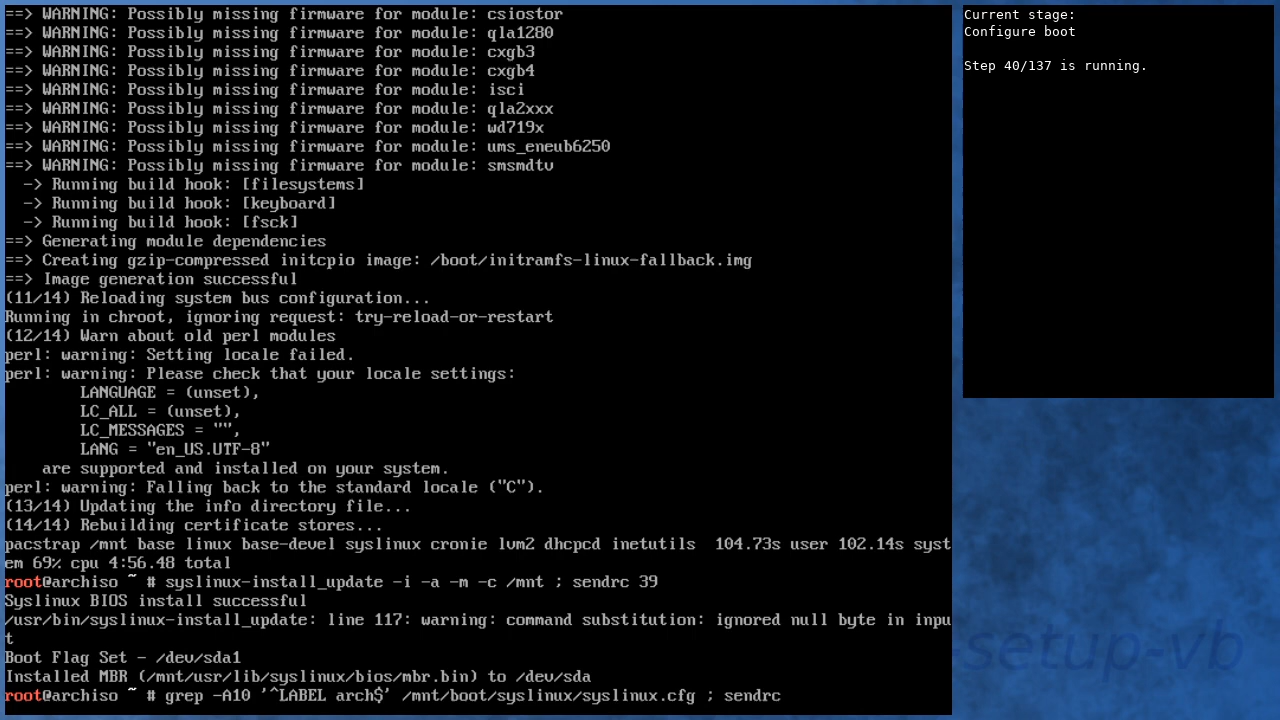 ==> WARNING: Possibly missing firmware for module: csiostor
==> WARNING: Possibly missing firmware for module: qla1280
==> WARNING: Possibly missing firmware for module: cxgb3
==> WARNING: Possibly missing firmware for module: cxgb4
==> WARNING: Possibly missing firmware for module: isci
==> WARNING: Possibly missing firmware for module: qla2xxx
==> WARNING: Possibly missing firmware for module: wd719x
==> WARNING: Possibly missing firmware for module: ums_eneub6250
==> WARNING: Possibly missing firmware for module: smsmdtv
  -> Running build hook: [filesystems]
  -> Running build hook: [keyboard]
  -> Running build hook: [fsck]
==> Generating module dependencies
==> Creating gzip-compressed initcpio image: /boot/initramfs-linux-fallback.img
==> Image generation successful
(11/14) Reloading system bus configuration...
Running in chroot, ignoring request: try-reload-or-restart
(12/14) Warn about old perl modules
perl: warning: Setting locale failed.
perl: warning: Please check that your locale settings:
        LANGUAGE = (unset),
        LC_ALL = (unset),
        LC_MESSAGES = "",
        LANG = "en_US.UTF-8"
    are supported and installed on your system.
perl: warning: Falling back to the standard locale ("C").
(13/14) Updating the info directory file...
(14/14) Rebuilding certificate stores...
pacstrap /mnt base linux base-devel syslinux cronie lvm2 dhcpcd inetutils  104.73s user 102.14s syst
em 69% cpu 4:56.48 total
root@archiso ~ # syslinux-install_update -i -a -m -c /mnt ; sendrc 39
Syslinux BIOS install successful
/usr/bin/syslinux-install_update: line 117: warning: command substitution: ignored null byte in inpu
t
Boot Flag Set - /dev/sda1
Installed MBR (/mnt/usr/lib/syslinux/bios/mbr.bin) to /dev/sda
root@archiso ~ # grep -A10 '^LABEL arch$' /mnt/boot/syslinux/syslinux.cfg ; sendrc
Current stage:
Configure boot
Step 40/137 is running.
-setup-vb